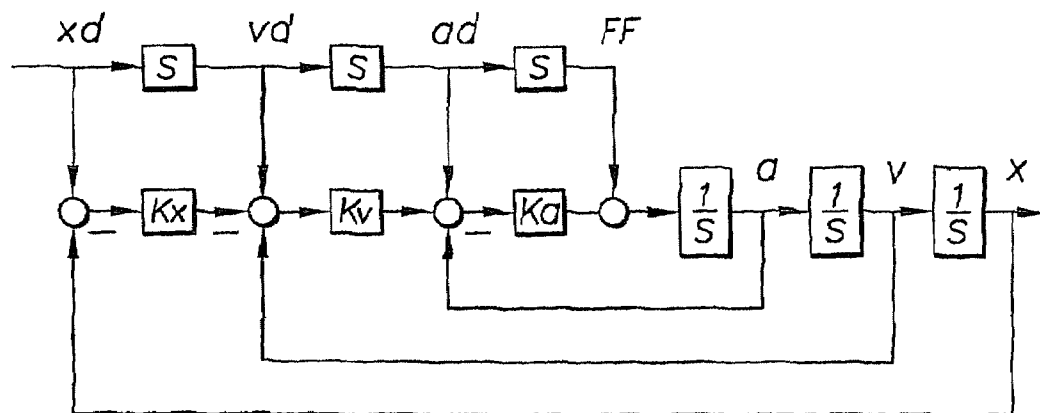 xd vd ad FF
S S S
a v x
Kx Kv Ka 1/S 1/S 1/S
− − −